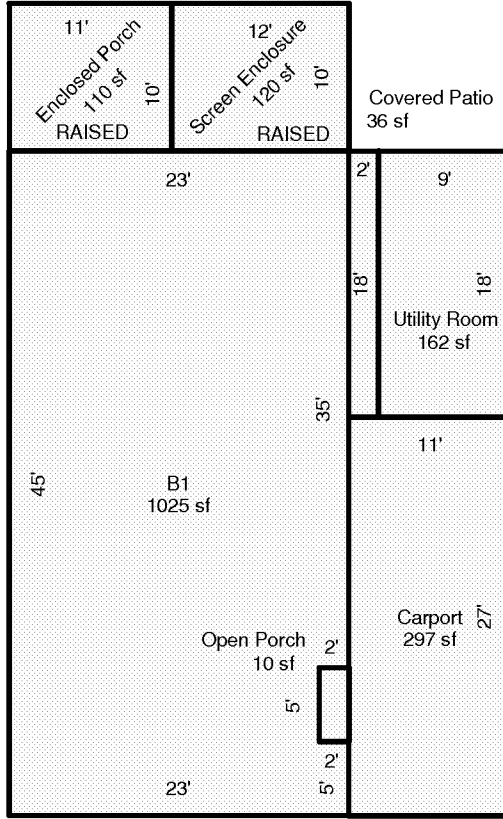 11'
Enclosed Porch
110 sf
10'
RAISED
12'
Screen Enclosure
120 sf
10'
RAISED
Covered Patio
36 sf
23'
2'
9'
18'
18'
Utility Room
162 sf
35'
11'
45'
B1
1025 sf
Carport
297 sf
27'
Open Porch
10 sf
2'
5'
2'
23'
5'